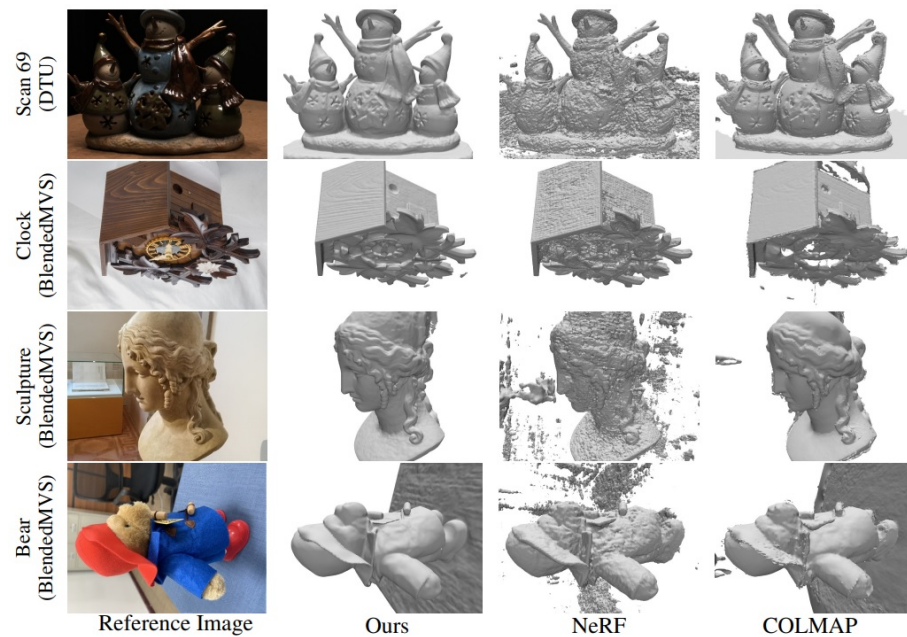 Scan 69
(DTU)
Clock
(BlendedMVS)
Sculpture
(BlendedMVS)
Bear
(BlendedMVS)
Reference Image
Ours
NeRF
COLMAP